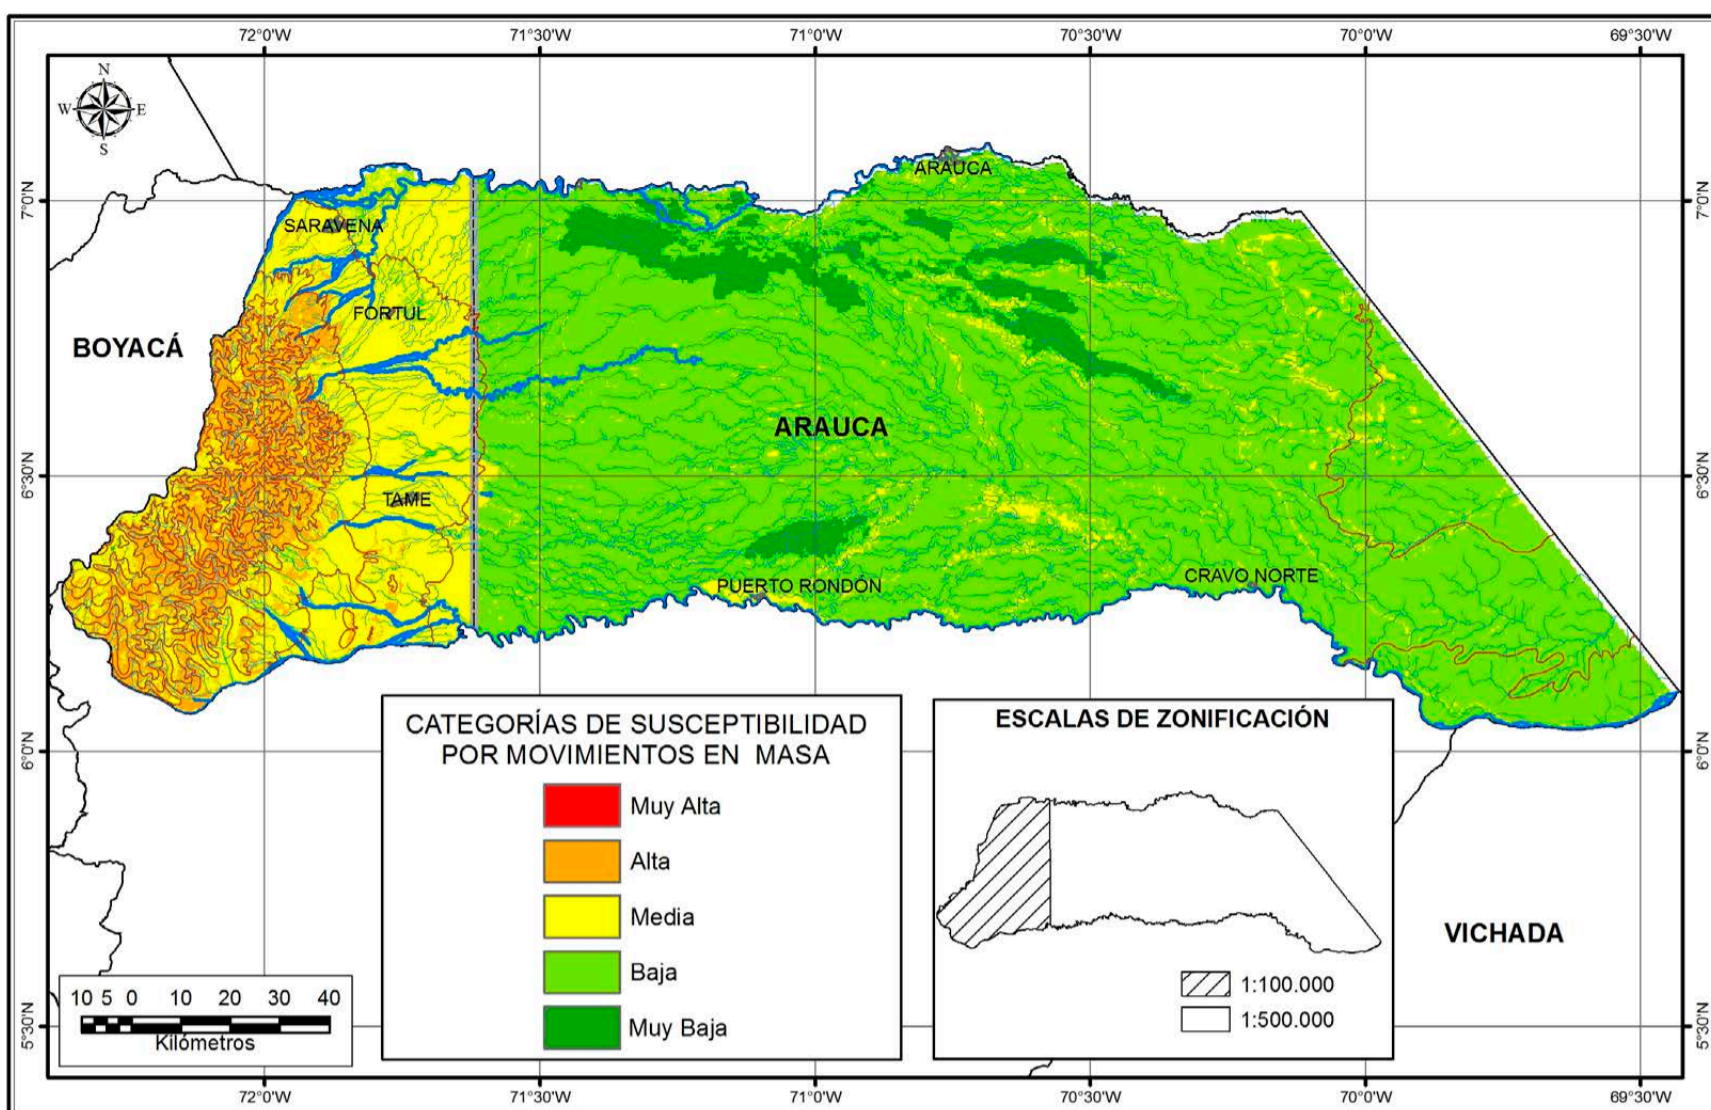 72°0'W 71°30'W 71°0'W 70°30'W 70°0'W 69°30'W
N
W E
S
7°0'N 7°0'N
ARAUCA
SARAVENA
FORTUL
BOYACÁ
ARAUCA
6°30'N 6°30'N
TAME
PUERTO RONDÓN
CRAVO NORTE
6°0'N 6°0'N
CATEGORÍAS DE SUSCEPTIBILIDAD
POR MOVIMIENTOS EN MASA
Muy Alta
Alta
Media
Baja
Muy Baja
ESCALAS DE ZONIFICACIÓN
1:100.000
1:500.000
VICHADA
10 5 0 10 20 30 40
Kilómetros
5°30'N 5°30'N
72°0'W 71°30'W 71°0'W 70°30'W 70°0'W 69°30'W